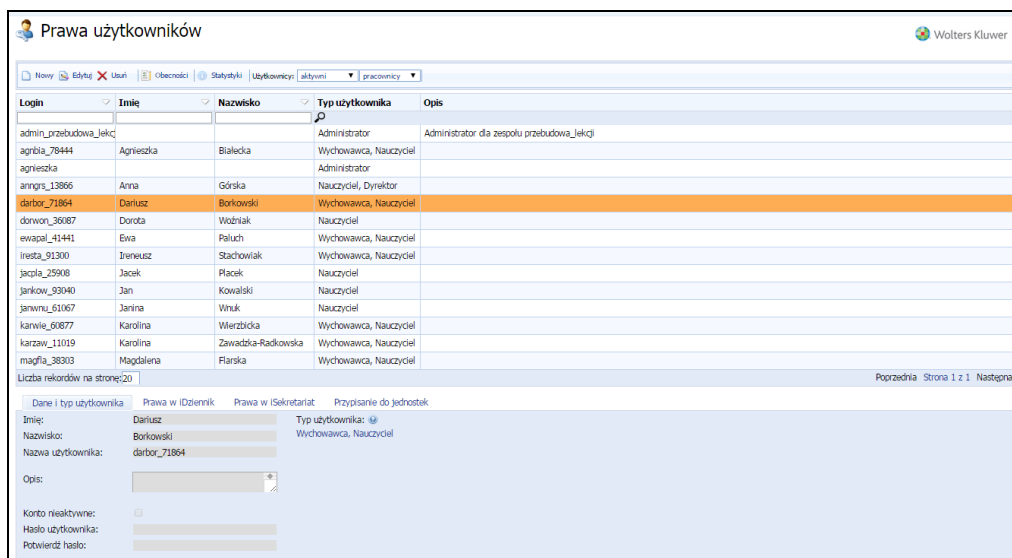 Prawa użytkowników
Wolters Kluwer
Nowy Edytuj Usuń Obecności Statystyki Użytkownicy: aktywni pracownicy
Login Imię Nazwisko Typ użytkownika Opis
admin_przebudowa_lekcj Administrator Administrator dla zespołu przebudowa_lekcji
agnbia_78444 Agnieszka Białecka Wychowawca, Nauczyciel
agnieszka Administrator
anngrs_13866 Anna Górska Nauczyciel, Dyrektor
darbor_71864 Dariusz Borkowski Wychowawca, Nauczyciel
dorwon_36087 Dorota Woźniak Nauczyciel
ewapal_41441 Ewa Paluch Wychowawca, Nauczyciel
iresta_91300 Ireneusz Stachowiak Wychowawca, Nauczyciel
jacpla_25908 Jacek Placek Nauczyciel
jankow_93040 Jan Kowalski Nauczyciel
janwnu_61067 Janina Wnuk Nauczyciel
karwie_60877 Karolina Wierzbicka Wychowawca, Nauczyciel
karzaw_11019 Karolina Zawadzka-Radkowska Wychowawca, Nauczyciel
magfla_38303 Magdalena Flarska Wychowawca, Nauczyciel
Liczba rekordów na stronę: 20 Poprzednia Strona 1 z 1 Następna
Dane i typ użytkownika Prawa w iDziennik Prawa w iSekretariat Przypisanie do jednostek
Imię: Dariusz Typ użytkownika:
Nazwisko: Borkowski Wychowawca, Nauczyciel
Nazwa użytkownika: darbor_71864
Opis:
Konto nieaktywne:
Hasło użytkownika:
Potwierdź hasło: